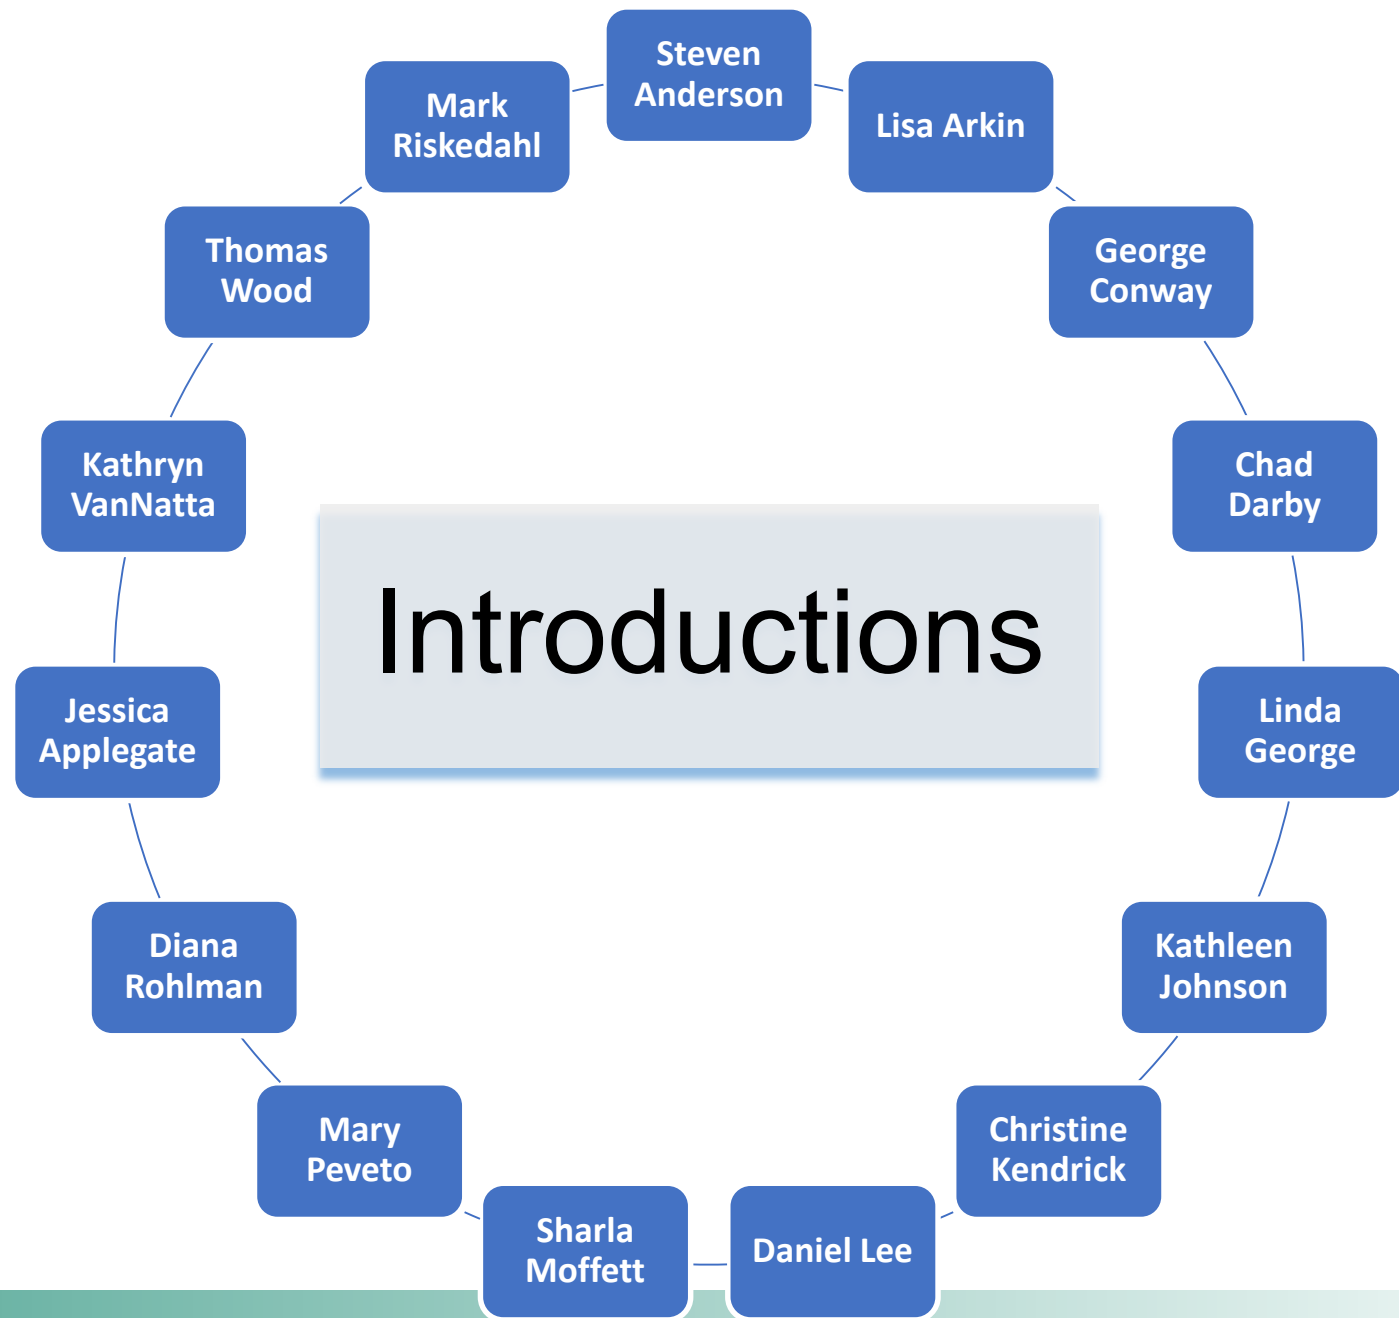 Steven
Anderson
Lisa Arkin
George
Conway
Chad
Darby
Linda
George
Kathleen
Johnson
Christine
Kendrick
Daniel Lee
Sharla
Moffett
Mary
Peveto
Diana
Rohlman
Jessica
Applegate
Kathryn
VanNatta
Thomas
Wood
Mark
Riskedahl
Introductions